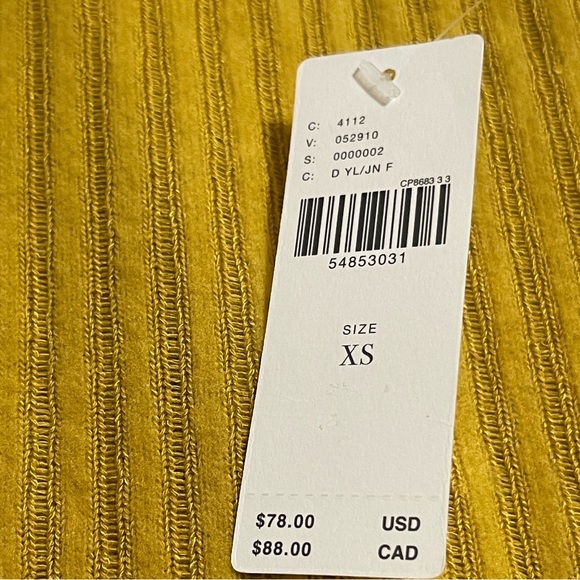 C: 4112
V: 052910
S: 0000002
C: D YL/JN F
CP8683 3 3
54853031
SIZE
XS
$78.00 USD
$88.00 CAD